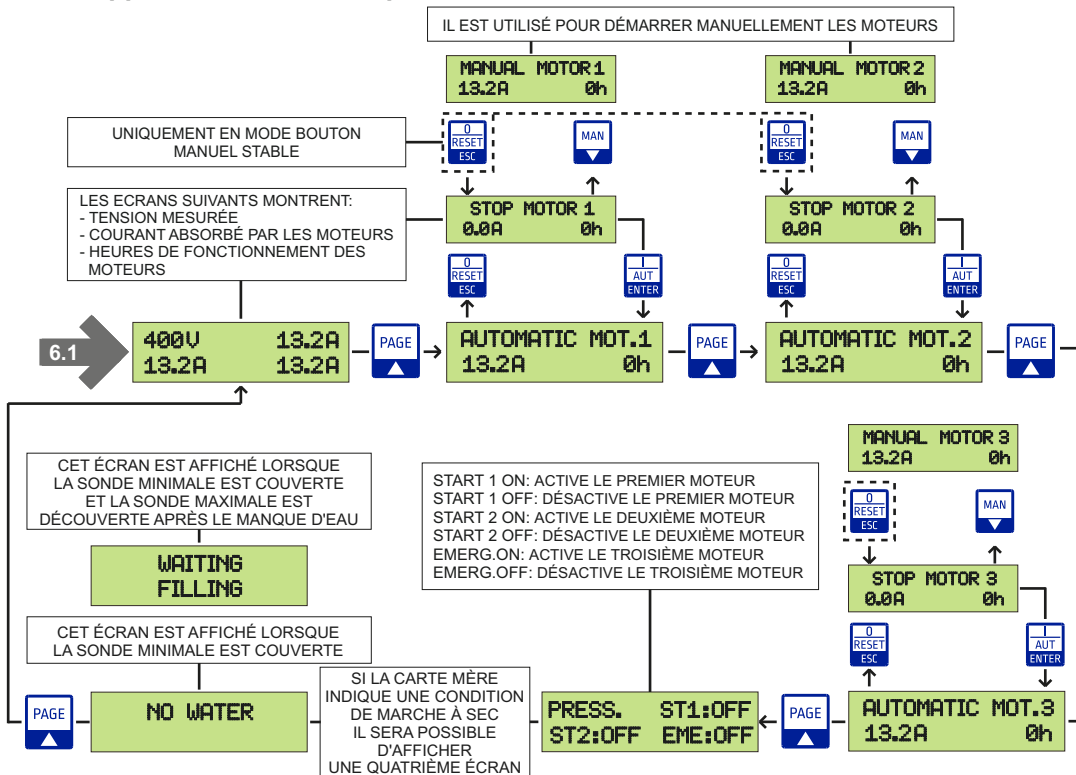 IL EST UTILISÉ POUR DÉMARRER MANUELLEMENT LES MOTEURS
MANUAL MOTOR 1
13.2A 0h
MANUAL MOTOR 2
13.2A 0h
UNIQUEMENT EN MODE BOUTON
MANUEL STABLE
0
RESET
ESC
MAN
0
RESET
ESC
MAN
LES ECRANS SUIVANTS MONTRENT:
- TENSION MESURÉE
- COURANT ABSORBÉ PAR LES MOTEURS
- HEURES DE FONCTIONNEMENT DES
MOTEURS
STOP MOTOR 1
0.0A 0h
STOP MOTOR 2
0.0A 0h
0
RESET
ESC
I
AUT
ENTER
0
RESET
ESC
I
AUT
ENTER
6.1
400V 13.2A
13.2A 13.2A
PAGE
AUTOMATIC MOT.1
13.2A 0h
PAGE
AUTOMATIC MOT.2
13.2A 0h
PAGE
CET ÉCRAN EST AFFICHÉ LORSQUE
LA SONDE MINIMALE EST COUVERTE
ET LA SONDE MAXIMALE EST
DÉCOUVERTE APRÈS LE MANQUE D'EAU
WAITING
FILLING
START 1 ON: ACTIVE LE PREMIER MOTEUR
START 1 OFF: DÉSACTIVE LE PREMIER MOTEUR
START 2 ON: ACTIVE LE DEUXIÈME MOTEUR
START 2 OFF: DÉSACTIVE LE DEUXIÈME MOTEUR
EMERG.ON: ACTIVE LE TROISIÈME MOTEUR
EMERG.OFF: DÉSACTIVE LE TROISIÈME MOTEUR
MANUAL MOTOR 3
13.2A 0h
0
RESET
ESC
MAN
STOP MOTOR 3
0.0A 0h
0
RESET
ESC
I
AUT
ENTER
CET ÉCRAN EST AFFICHÉ LORSQUE
LA SONDE MINIMALE EST COUVERTE
PAGE
NO WATER
SI LA CARTE MÈRE
INDIQUE UNE CONDITION
DE MARCHE À SEC
IL SERA POSSIBLE
D'AFFICHER
UNE QUATRIÈME ÉCRAN
PRESS. ST1:OFF
ST2:OFF EME:OFF
PAGE
AUTOMATIC MOT.3
13.2A 0h